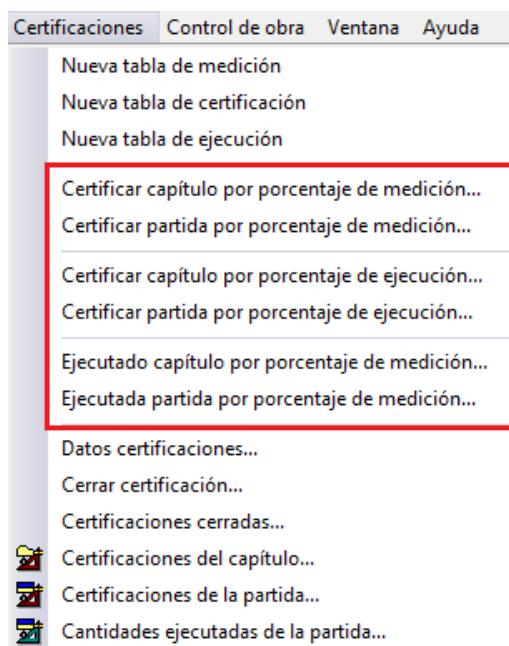 Certificaciones Control de obra Ventana Ayuda
Nueva tabla de medición
Nueva tabla de certificación
Nueva tabla de ejecución
Certificar capítulo por porcentaje de medición...
Certificar partida por porcentaje de medición...
Certificar capítulo por porcentaje de ejecución...
Certificar partida por porcentaje de ejecución...
Ejecutado capítulo por porcentaje de medición...
Ejecutada partida por porcentaje de medición...
Datos certificaciones...
Cerrar certificación...
Certificaciones cerradas...
Certificaciones del capítulo...
Certificaciones de la partida...
Cantidades ejecutadas de la partida...